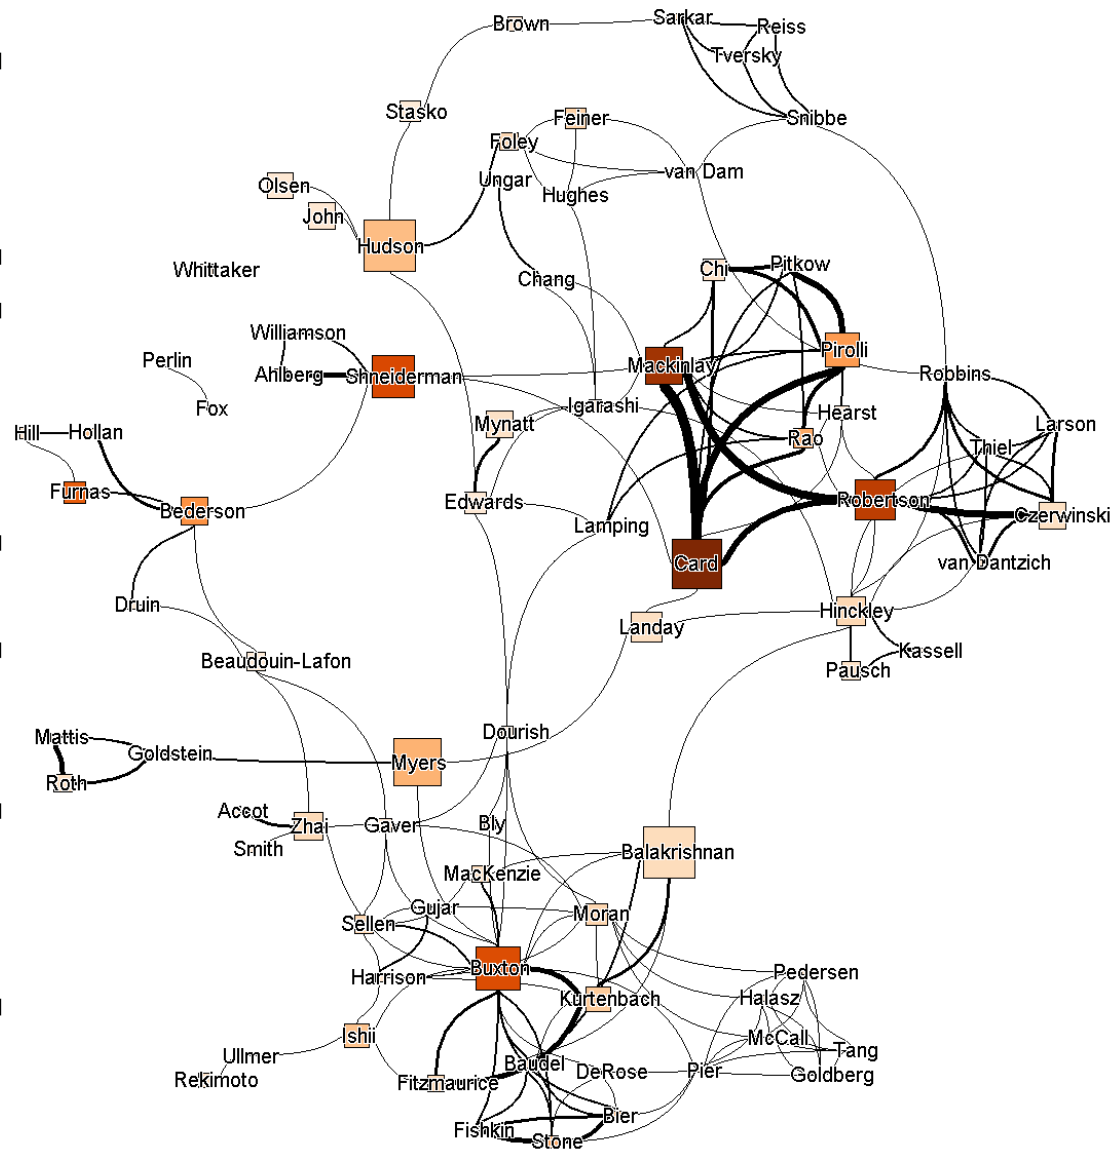 Brown
Sarkar
Reiss
Tversky
Stasko
Feiner
Snibbe
Foley
van Dam
Ungar
Olsen
Hughes
John
Hudson
Whittaker
Chang
Chi
Pitkow
Williamson
Perlin
Ahlberg
Shneiderman
Mackinlay
Pirolli
Robbins
Fox
Igarashi
Hearst
Mynatt
Larson
Hill
Hollan
Rao
Thiel
Furnas
Bederson
Edwards
Robertson
Lamping
Czerwinski
Card
van Dantzich
Druin
Hinckley
Landay
Beaudouin-Lafon
Kassell
Pausch
Mattis
Goldstein
Dourish
Roth
Myers
Accot
Zhai
Gaver
Bly
Smith
Balakrishnan
MacKenzie
Gujar
Moran
Sellen
Harrison
Buxton
Pedersen
Kurtenbach
Halasz
Ishii
McCall
Ullmer
Tang
Rekimoto
Baudel
DeRose
Pier
Goldberg
Fitzmaurice
Bier
Fishkin
Stone